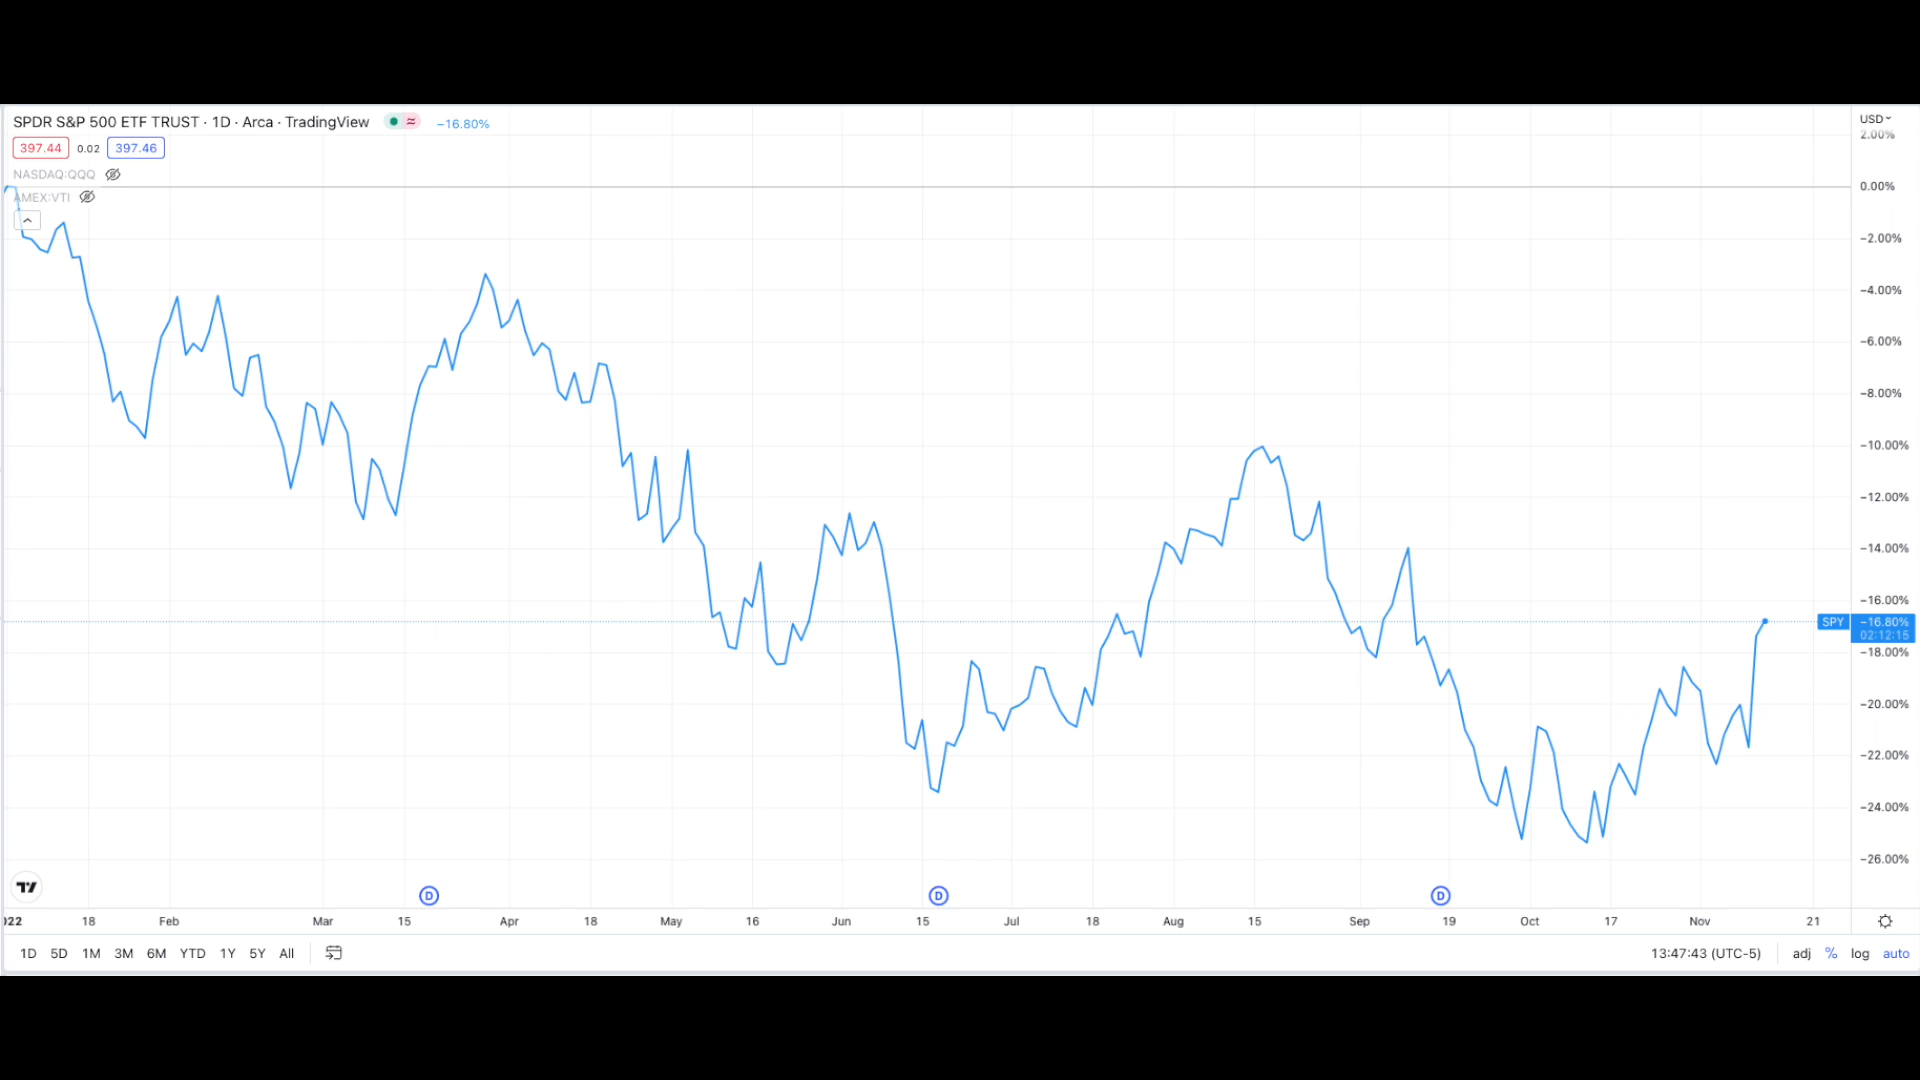 SPDR S&P 500 ETF TRUST · 1D · Arca · TradingView ≈ −16.80%
USD
2.00%
397.44 0.02 397.46
NASDAQ:QQQ
0.00%
AMEX:VTI
−2.00%
−4.00%
−6.00%
−8.00%
−10.00%
−12.00%
−14.00%
−16.00%
SPY −16.80%
02:12:15
−18.00%
−20.00%
−22.00%
−24.00%
−26.00%
D D D
022 18 Feb Mar 15 Apr 18 May 16 Jun 15 Jul 18 Aug 15 Sep 19 Oct 17 Nov 21
1D 5D 1M 3M 6M YTD 1Y 5Y All 13:47:43 (UTC-5) adj % log auto